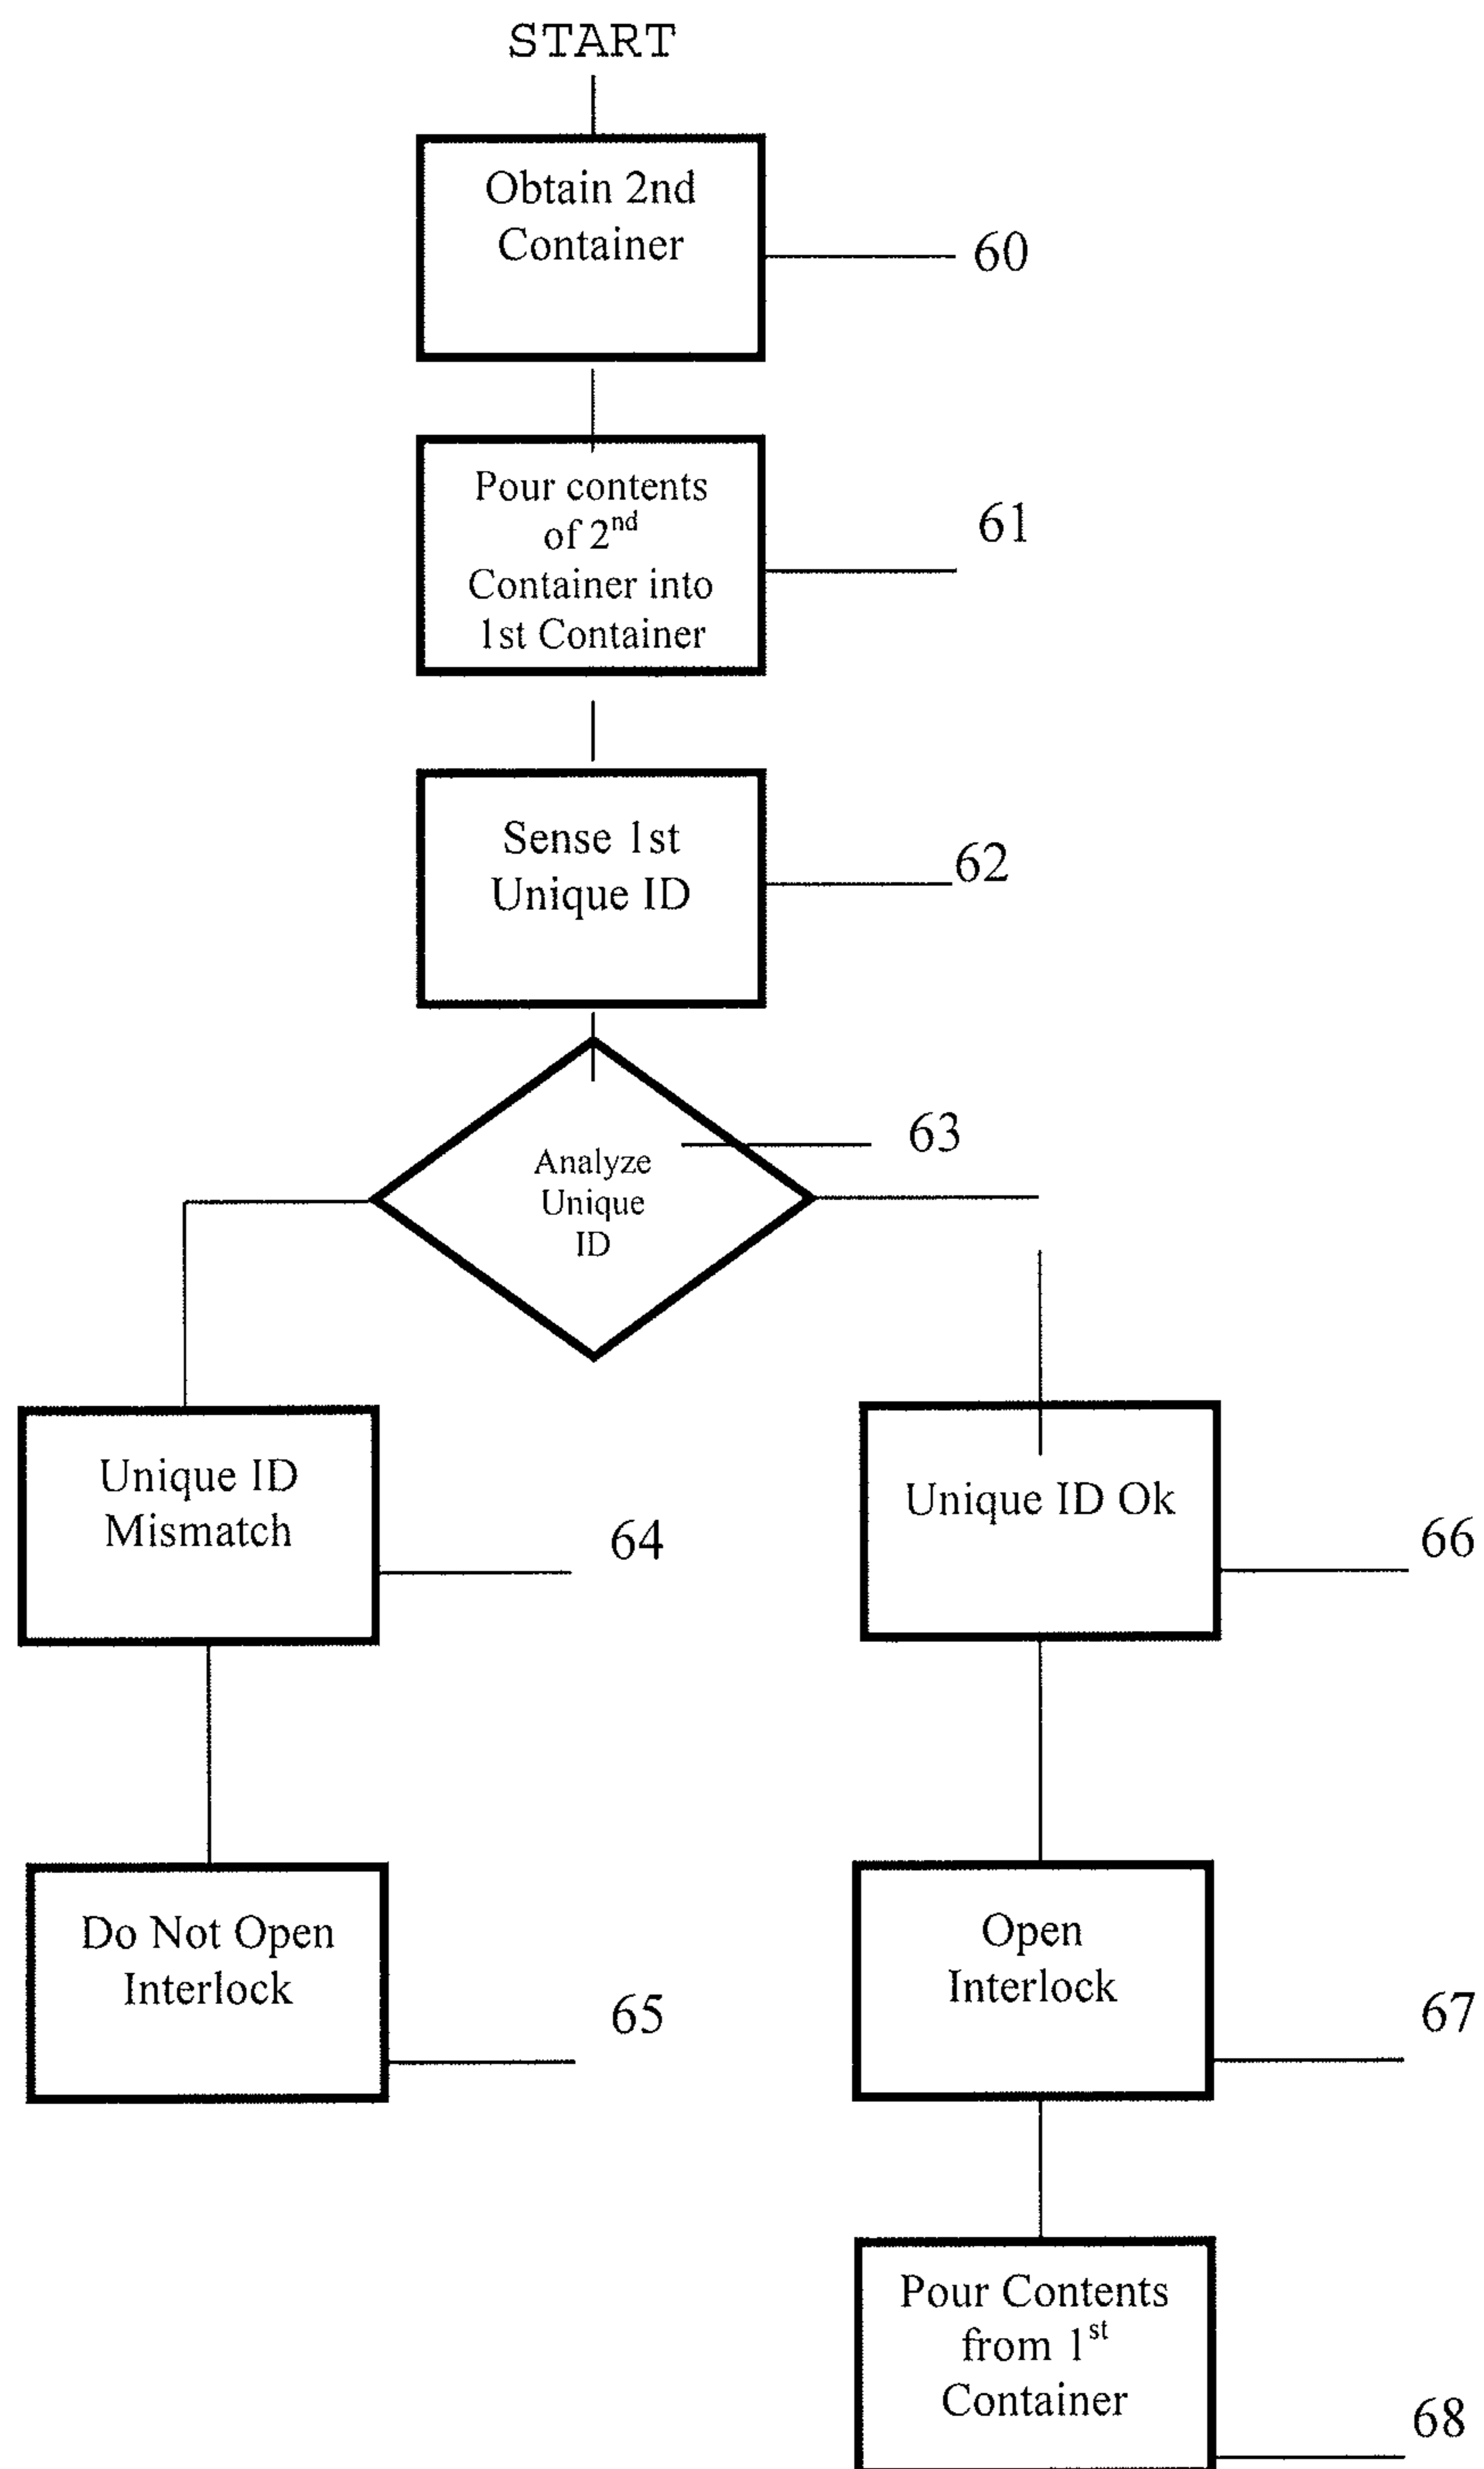 START
Obtain 2nd
Container
60
Pour contents
of 2nd
Container into
1st Container
61
Sense 1st
Unique ID
62
Analyze
Unique
ID
63
Unique ID
Mismatch
64
Unique ID Ok
66
Do Not Open
Interlock
65
Open
Interlock
67
Pour Contents
from 1st
Container
68